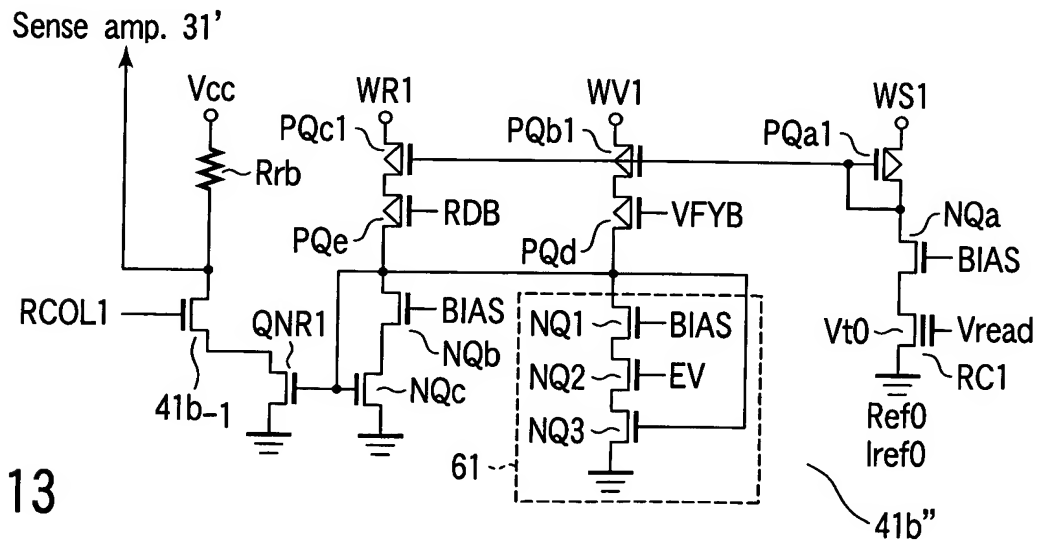 Sense amp. 31'
Vcc
WR1
WV1
WS1
PQc1
PQb1
PQa1
Rrb
RDB
VFYB
NQa
PQe
PQd
BIAS
RCOL1
QNR1
BIAS
NQ1
BIAS
Vt0
Vread
NQb
NQ2
EV
RC1
41b-1
NQc
NQ3
Ref0
Iref0
61
13
41b"